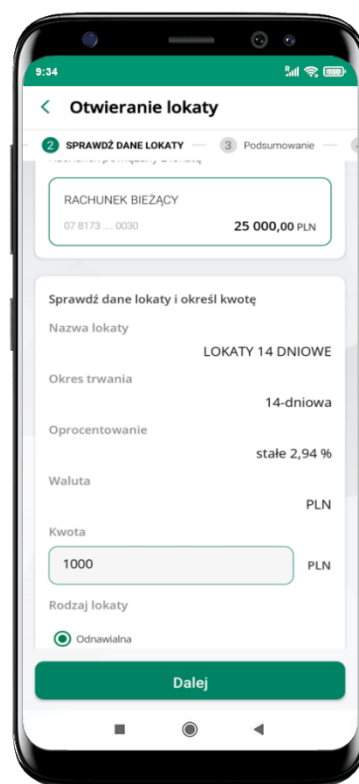 9:34
Otwieranie lokaty
2 SPRAWDŹ DANE LOKATY 3 Podsumowanie
RACHUNEK BIEŻĄCY
07 8173 .... 0030 25 000,00 PLN
Sprawdź dane lokaty i określ kwotę
Nazwa lokaty
LOKATY 14 DNIOWE
Okres trwania
14-dniowa
Oprocentowanie
stałe 2,94 %
Waluta
PLN
Kwota
1000 PLN
Rodzaj lokaty
Odnawialna
Dalej